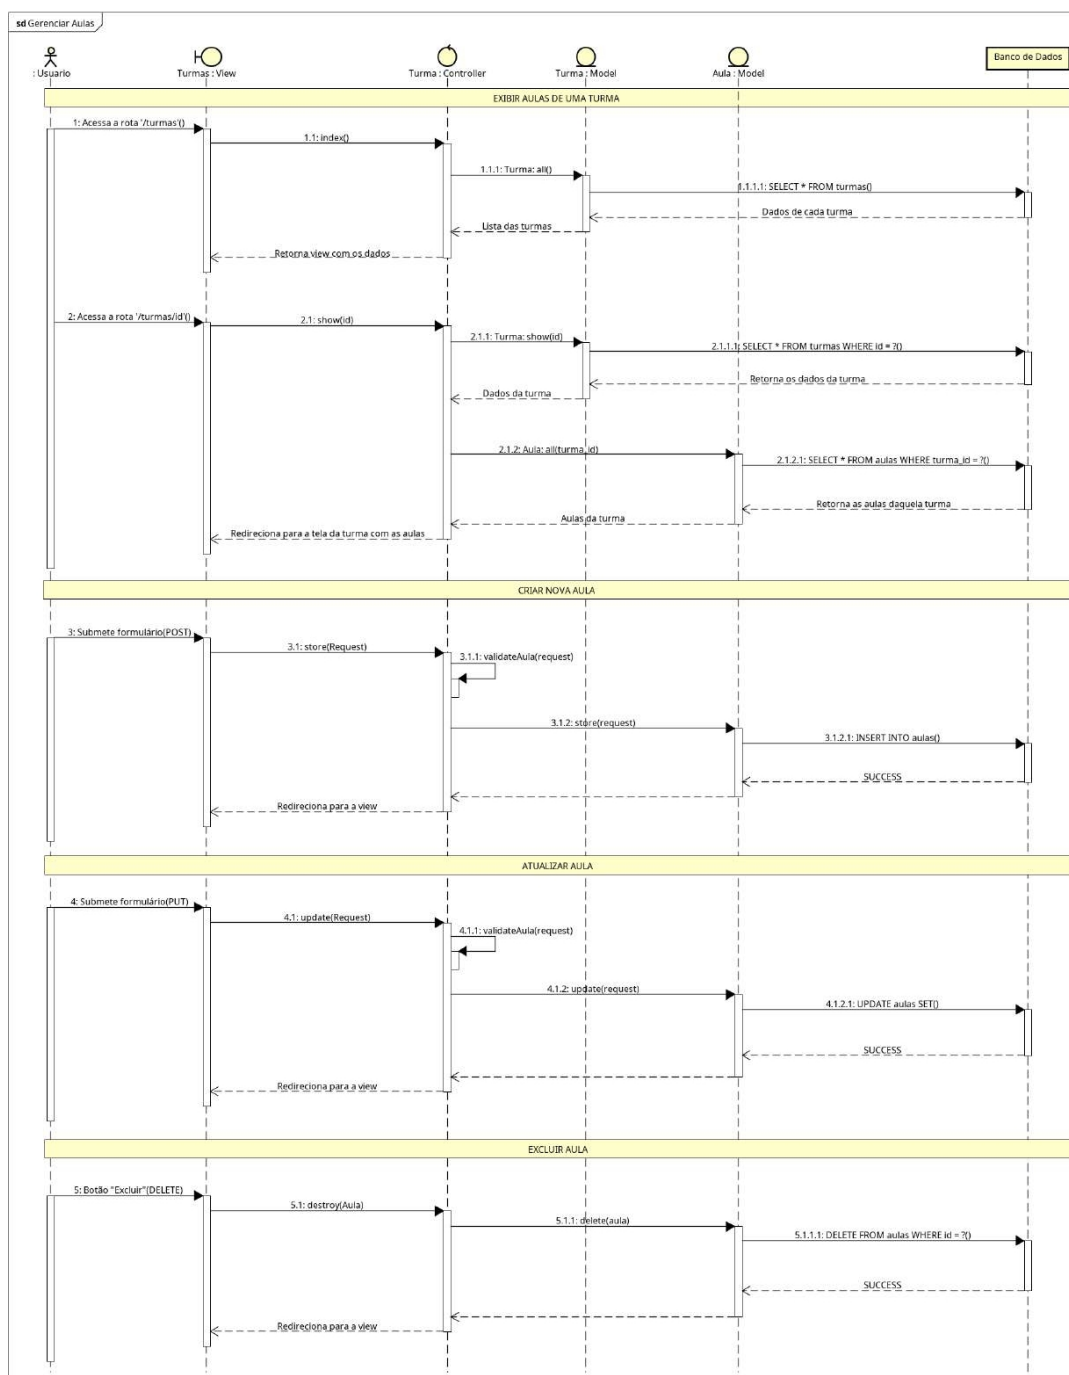 sd Gerenciar Aulas
: Usuario
Turmas : View
Turma : Controller
Turma : Model
Aula : Model
Banco de Dados
EXIBIR AULAS DE UMA TURMA
1: Acessa a rota '/turmas'()
1.1: index()
1.1.1: Turma: all()
1.1.1.1: SELECT * FROM turmas()
Dados de cada turma
Lista das turmas
Retorna view com os dados
2: Acessa a rota '/turmas/id'()
2.1: show(id)
2.1.1: Turma: show(id)
2.1.1.1: SELECT * FROM turmas WHERE id = ?()
Retorna os dados da turma
Dados da turma
2.1.2: Aula: all(turma_id)
2.1.2.1: SELECT * FROM aulas WHERE turma_id = ?()
Retorna as aulas daquela turma
Aulas da turma
Redireciona para a tela da turma com as aulas
CRIAR NOVA AULA
3: Submete formulário(POST)
3.1: store(Request)
3.1.1: validateAula(request)
3.1.2: store(request)
3.1.2.1: INSERT INTO aulas()
SUCCESS
Redireciona para a view
ATUALIZAR AULA
4: Submete formulário(PUT)
4.1: update(Request)
4.1.1: validateAula(request)
4.1.2: update(request)
4.1.2.1: UPDATE aulas SET()
SUCCESS
Redireciona para a view
EXCLUIR AULA
5: Botão "Excluir"(DELETE)
5.1: destroy(Aula)
5.1.1: delete(aula)
5.1.1.1: DELETE FROM aulas WHERE id = ?()
SUCCESS
Redireciona para a view